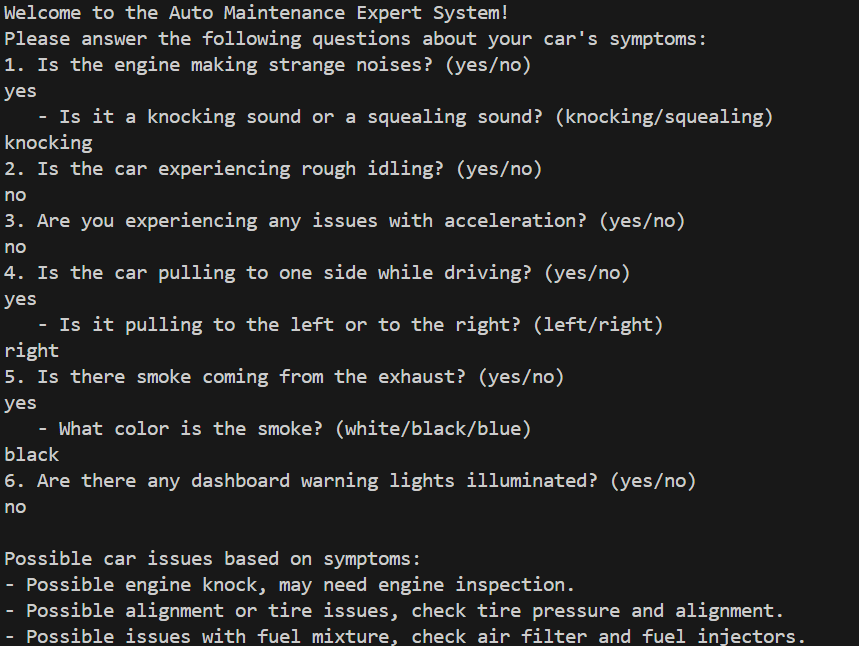 Welcome to the Auto Maintenance Expert System!
Please answer the following questions about your car's symptoms:
1. Is the engine making strange noises? (yes/no)
yes
   - Is it a knocking sound or a squealing sound? (knocking/squealing)
knocking
2. Is the car experiencing rough idling? (yes/no)
no
3. Are you experiencing any issues with acceleration? (yes/no)
no
4. Is the car pulling to one side while driving? (yes/no)
yes
   - Is it pulling to the left or to the right? (left/right)
right
5. Is there smoke coming from the exhaust? (yes/no)
yes
   - What color is the smoke? (white/black/blue)
black
6. Are there any dashboard warning lights illuminated? (yes/no)
no

Possible car issues based on symptoms:
- Possible engine knock, may need engine inspection.
- Possible alignment or tire issues, check tire pressure and alignment.
- Possible issues with fuel mixture, check air filter and fuel injectors.